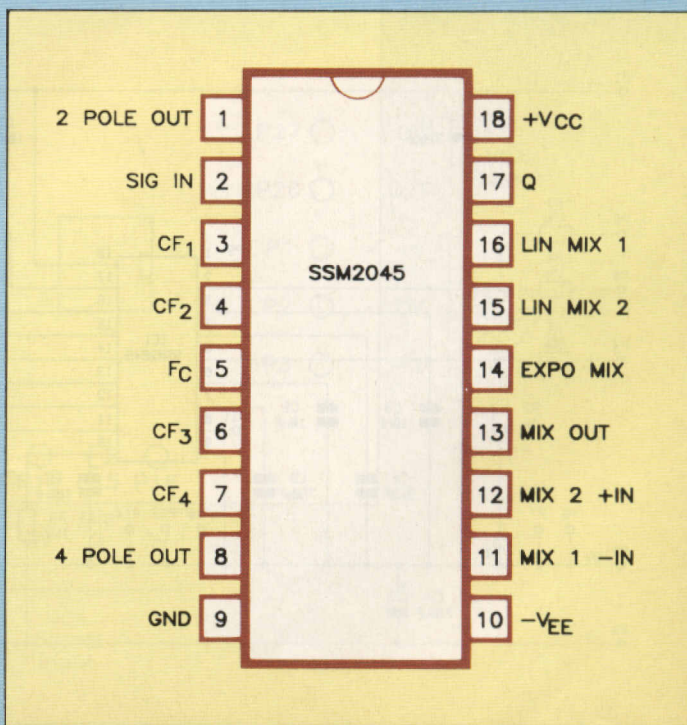 2 POLE OUT 1
SIG IN 2
CF1 3
CF2 4
FC 5
CF3 6
CF4 7
4 POLE OUT 8
GND 9
SSM2045
18 +VCC
17 Q
16 LIN MIX 1
15 LIN MIX 2
14 EXPO MIX
13 MIX OUT
12 MIX 2 +IN
11 MIX 1 −IN
10 −VEE